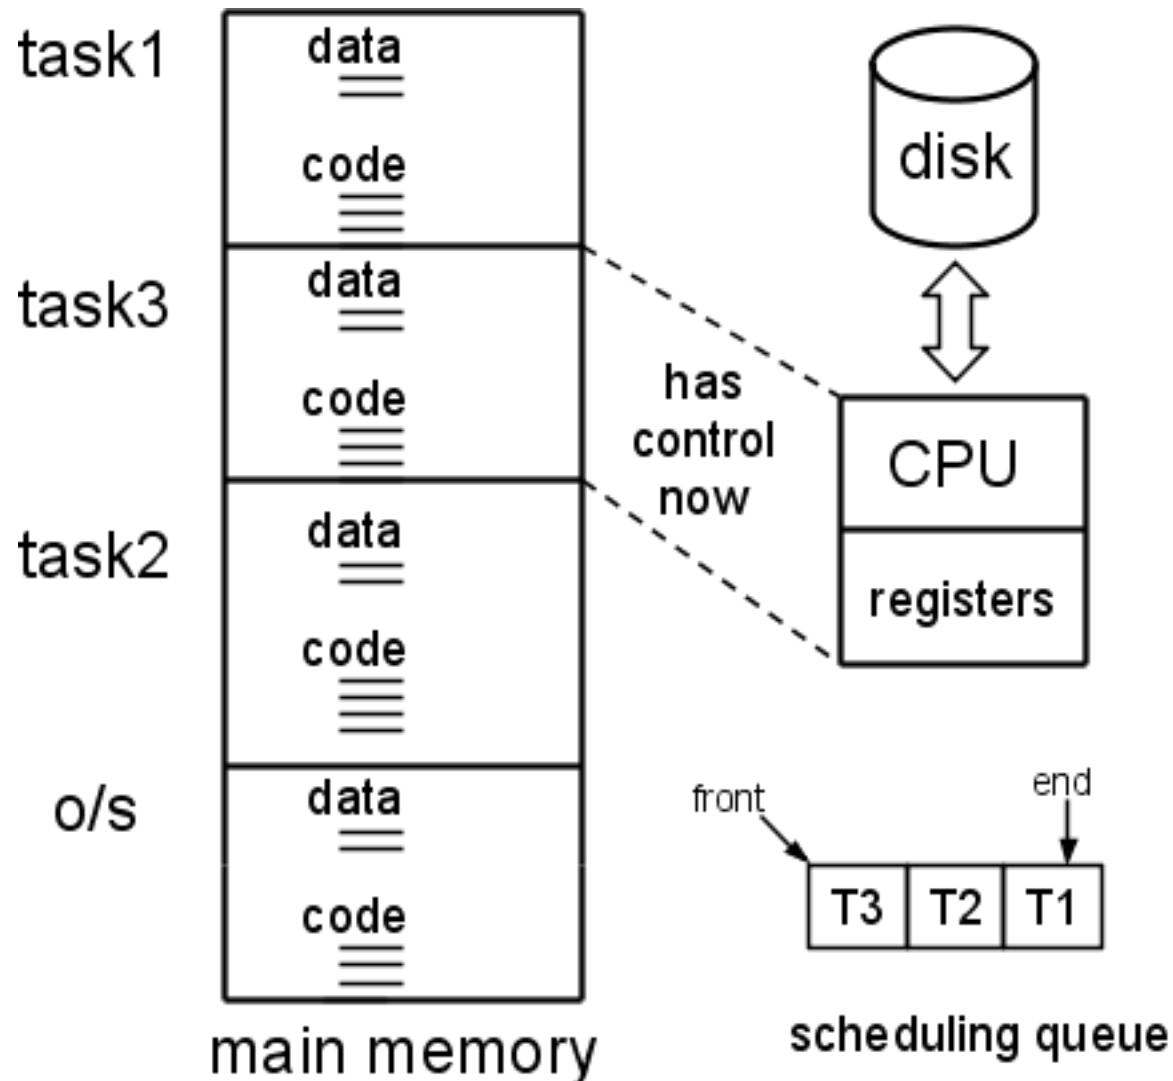 task1
data
code
task3
data
code
task2
data
code
o/s
data
code
main memory
disk
has
control
now
CPU
registers
front
end
T3 T2 T1
scheduling queue